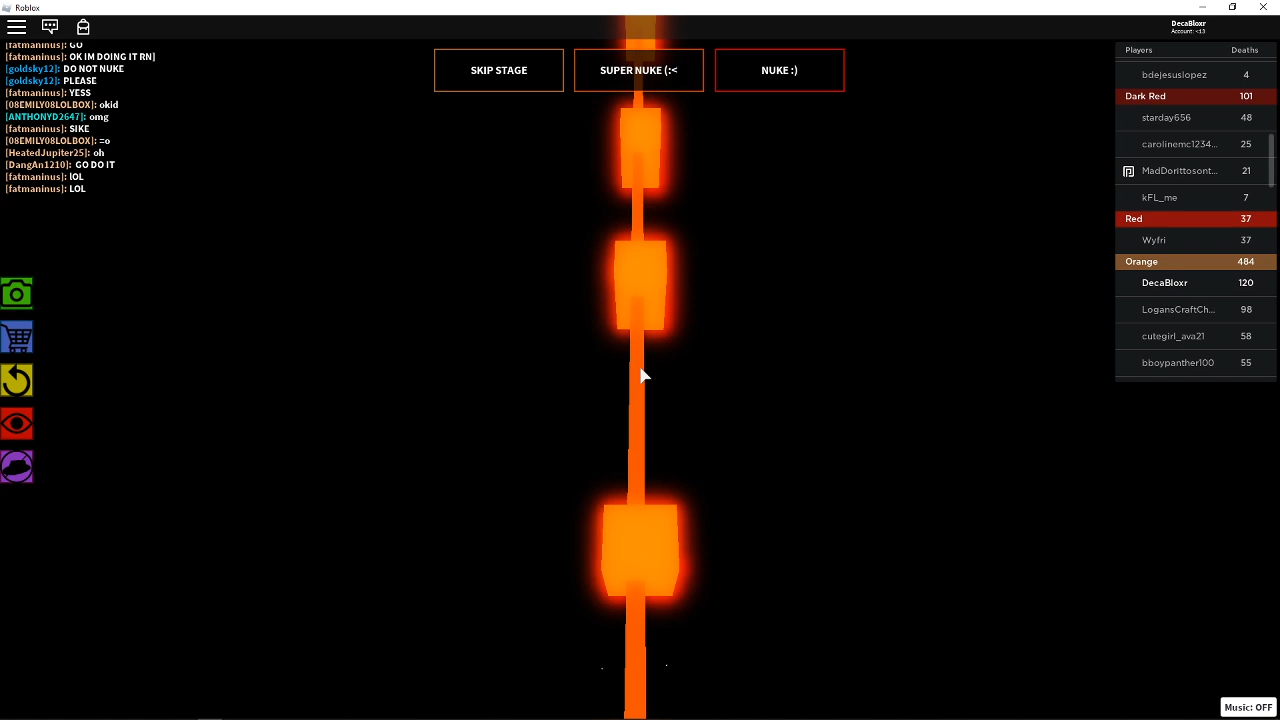 Roblox
DecaBloxr
Account: <13
[fatmaninus]: GO
[fatmaninus]: OK IM DOING IT RN]
[goldsky12]: DO NOT NUKE
[goldsky12]: PLEASE
[fatmaninus]: YESS
[08EMILY08LOLBOX]: okid
[ANTHONYD2647]: omg
[fatmaninus]: SIKE
[08EMILY08LOLBOX]: =o
[HeatedJupiter25]: oh
[DangAn1210]: GO DO IT
[fatmaninus]: lOL
[fatmaninus]: LOL
SKIP STAGE
SUPER NUKE (:<
NUKE :)
Players Deaths
bdejesuslopez 4
Dark Red 101
starday656 48
carolinemc1234... 25
MadDorittosont... 21
kFL_me 7
Red 37
Wyfri 37
Orange 484
DecaBloxr 120
LogansCraftCh... 98
cutegirl_ava21 58
bboypanther100 55
Music: OFF